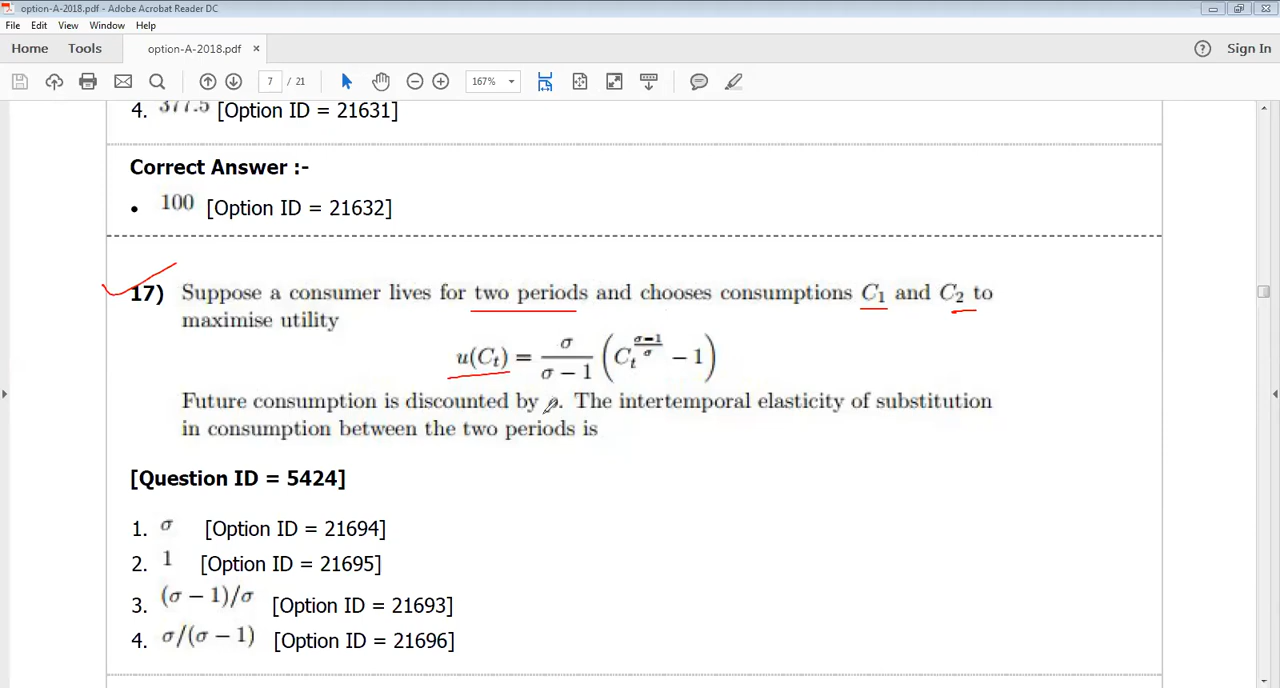 option-A-2018.pdf - Adobe Acrobat Reader DC
File Edit View Window Help
Home Tools option-A-2018.pdf × Sign In
7 / 21 167%
4. 377.5 [Option ID = 21631]
Correct Answer :-
• 100 [Option ID = 21632]
17) Suppose a consumer lives for two periods and chooses consumptions C₁ and C₂ to
maximise utility
u(Cₜ) = σ/(σ − 1) (Cₜ^((σ−1)/σ) − 1)
Future consumption is discounted by ρ. The intertemporal elasticity of substitution
in consumption between the two periods is
[Question ID = 5424]
1. σ [Option ID = 21694]
2. 1 [Option ID = 21695]
3. (σ − 1)/σ [Option ID = 21693]
4. σ/(σ − 1) [Option ID = 21696]